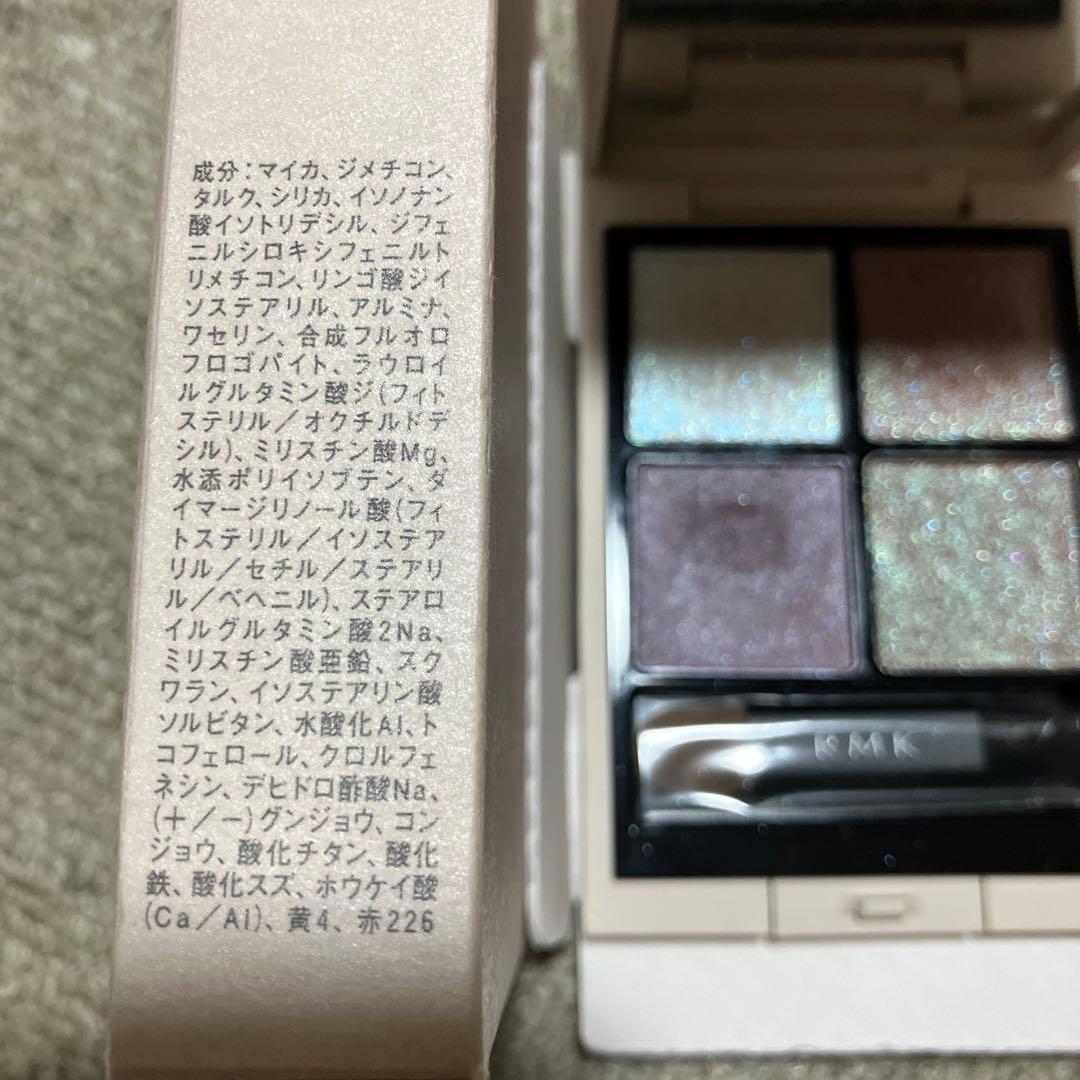 成分：マイカ、ジメチコン、
タルク、シリカ、イソノナン
酸イソトリデシル、ジフェ
ニルシロキシフェニルト
リメチコン、リンゴ酸ジイ
ソステアリル、アルミナ、
ワセリン、合成フルオロ
フロゴパイト、ラウロイ
ルグルタミン酸ジ(フィト
ステリル／オクチルドデ
シル)、ミリスチン酸Mg、
水添ポリイソブテン、ダ
イマージリノール酸(フィ
トステリル／イソステア
リル／セチル／ステアリ
ル／ベヘニル)、ステアロ
イルグルタミン酸2Na、
ミリスチン酸亜鉛、スク
ワラン、イソステアリン酸
ソルビタン、水酸化Al、ト
コフェロール、クロルフェ
ネシン、デヒドロ酢酸Na、
(＋／－)グンジョウ、コン
ジョウ、酸化チタン、酸化
鉄、酸化スズ、ホウケイ酸
(Ca／Al)、黄4、赤226
RMK